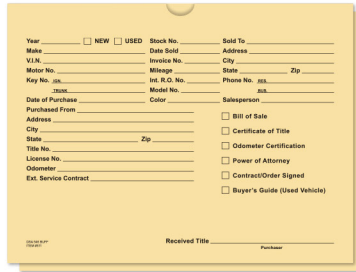 Year NEW USED Stock No. Sold To
Make Date Sold Address
V.I.N. Invoice No. City
Motor No. Mileage State Zip
Key No. IGN. Int. R.O. No. Phone No. RES.
TRUNK Model No. BUS.
Date of Purchase Color Salesperson
Purchased From
Address
City
State Zip
Title No.
License No.
Odometer
Ext. Service Contract
Bill of Sale
Certificate of Title
Odometer Certification
Power of Attorney
Contract/Order Signed
Buyer's Guide (Used Vehicle)
Received Title
Purchaser